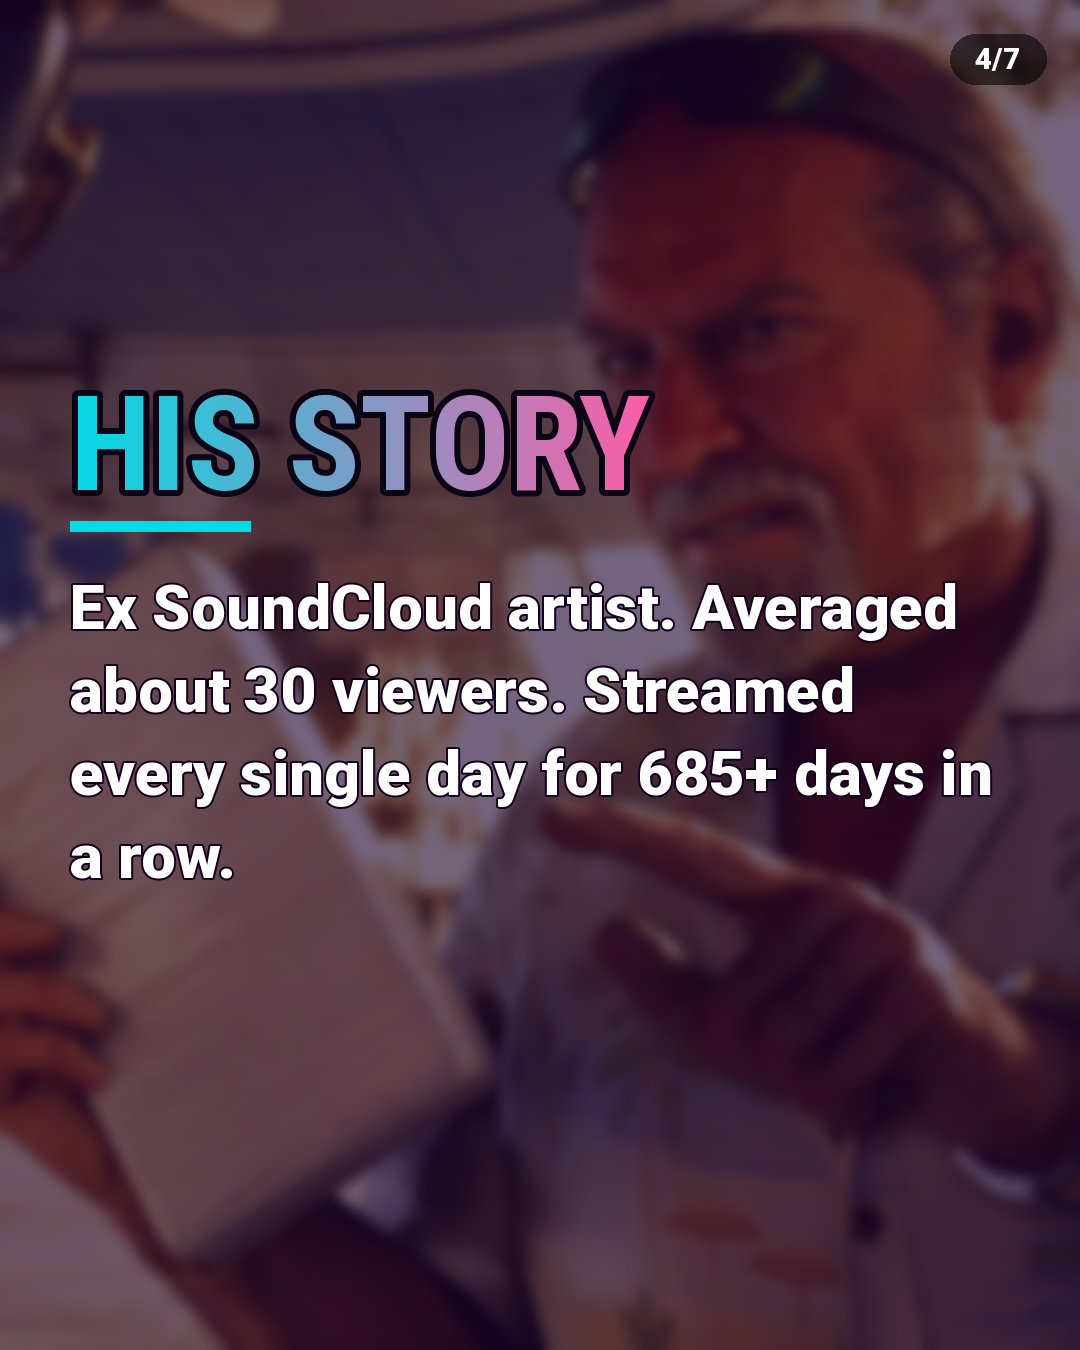 4/7
HIS STORY
Ex SoundCloud artist. Averaged
about 30 viewers. Streamed
every single day for 685+ days in
a row.